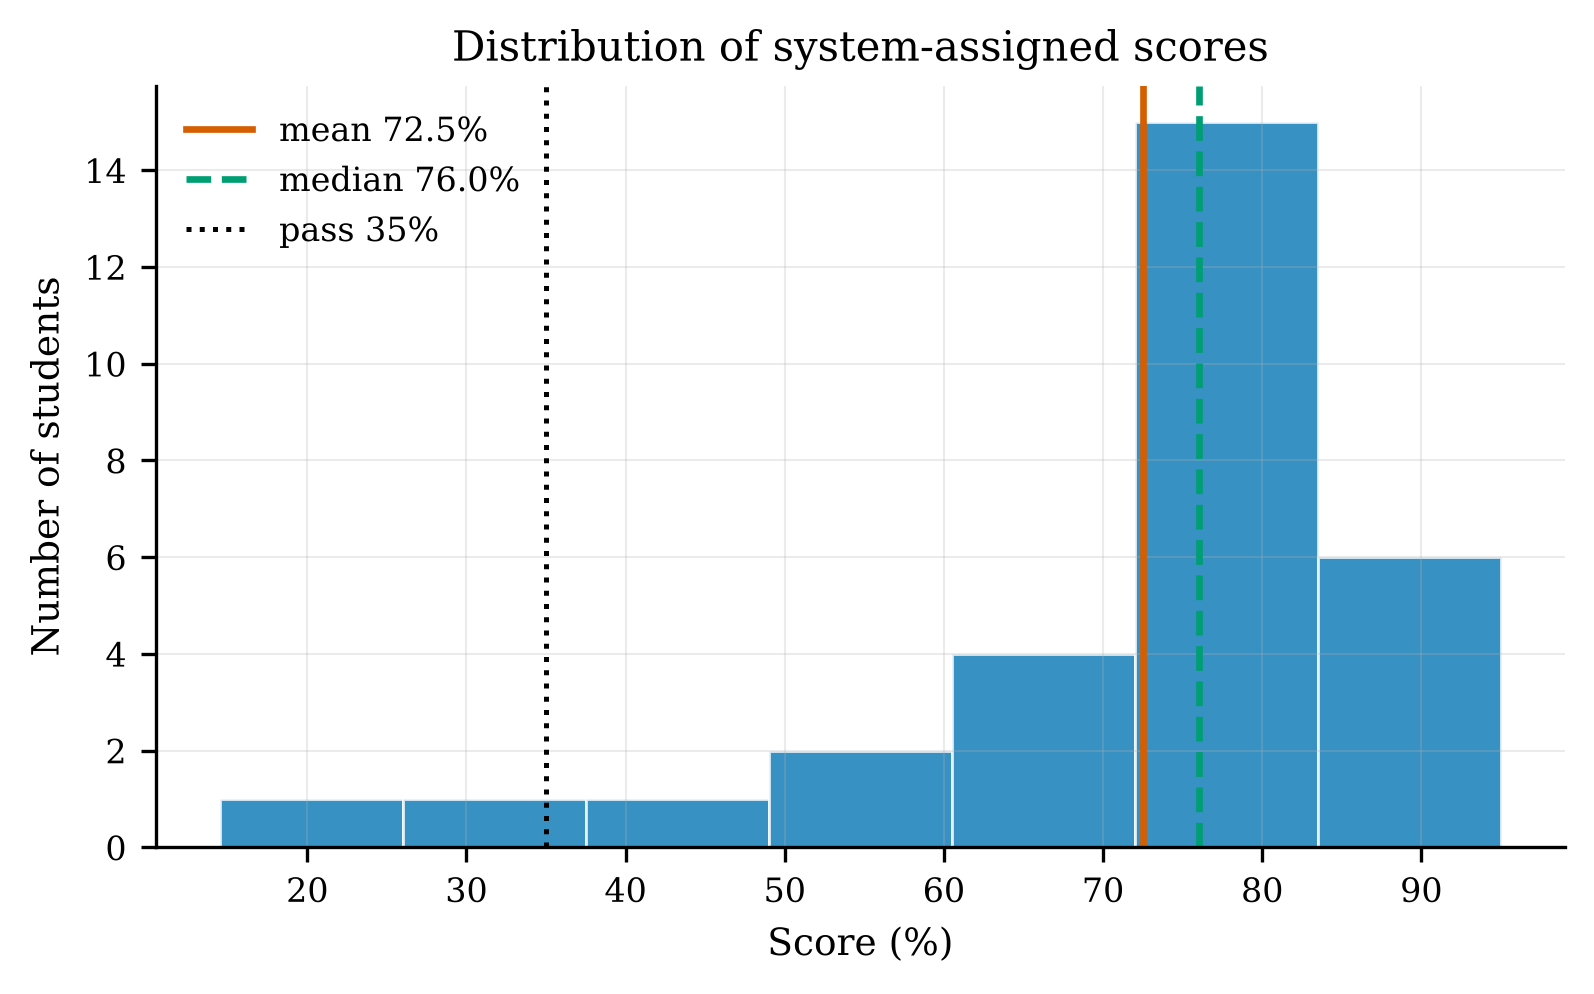 Distribution of system-assigned scores
mean 72.5%
median 76.0%
pass 35%
Number of students
14
12
10
8
6
4
2
0
20 30 40 50 60 70 80 90
Score (%)